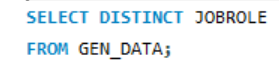 SELECT DISTINCT JOBROLE
FROM GEN_DATA;